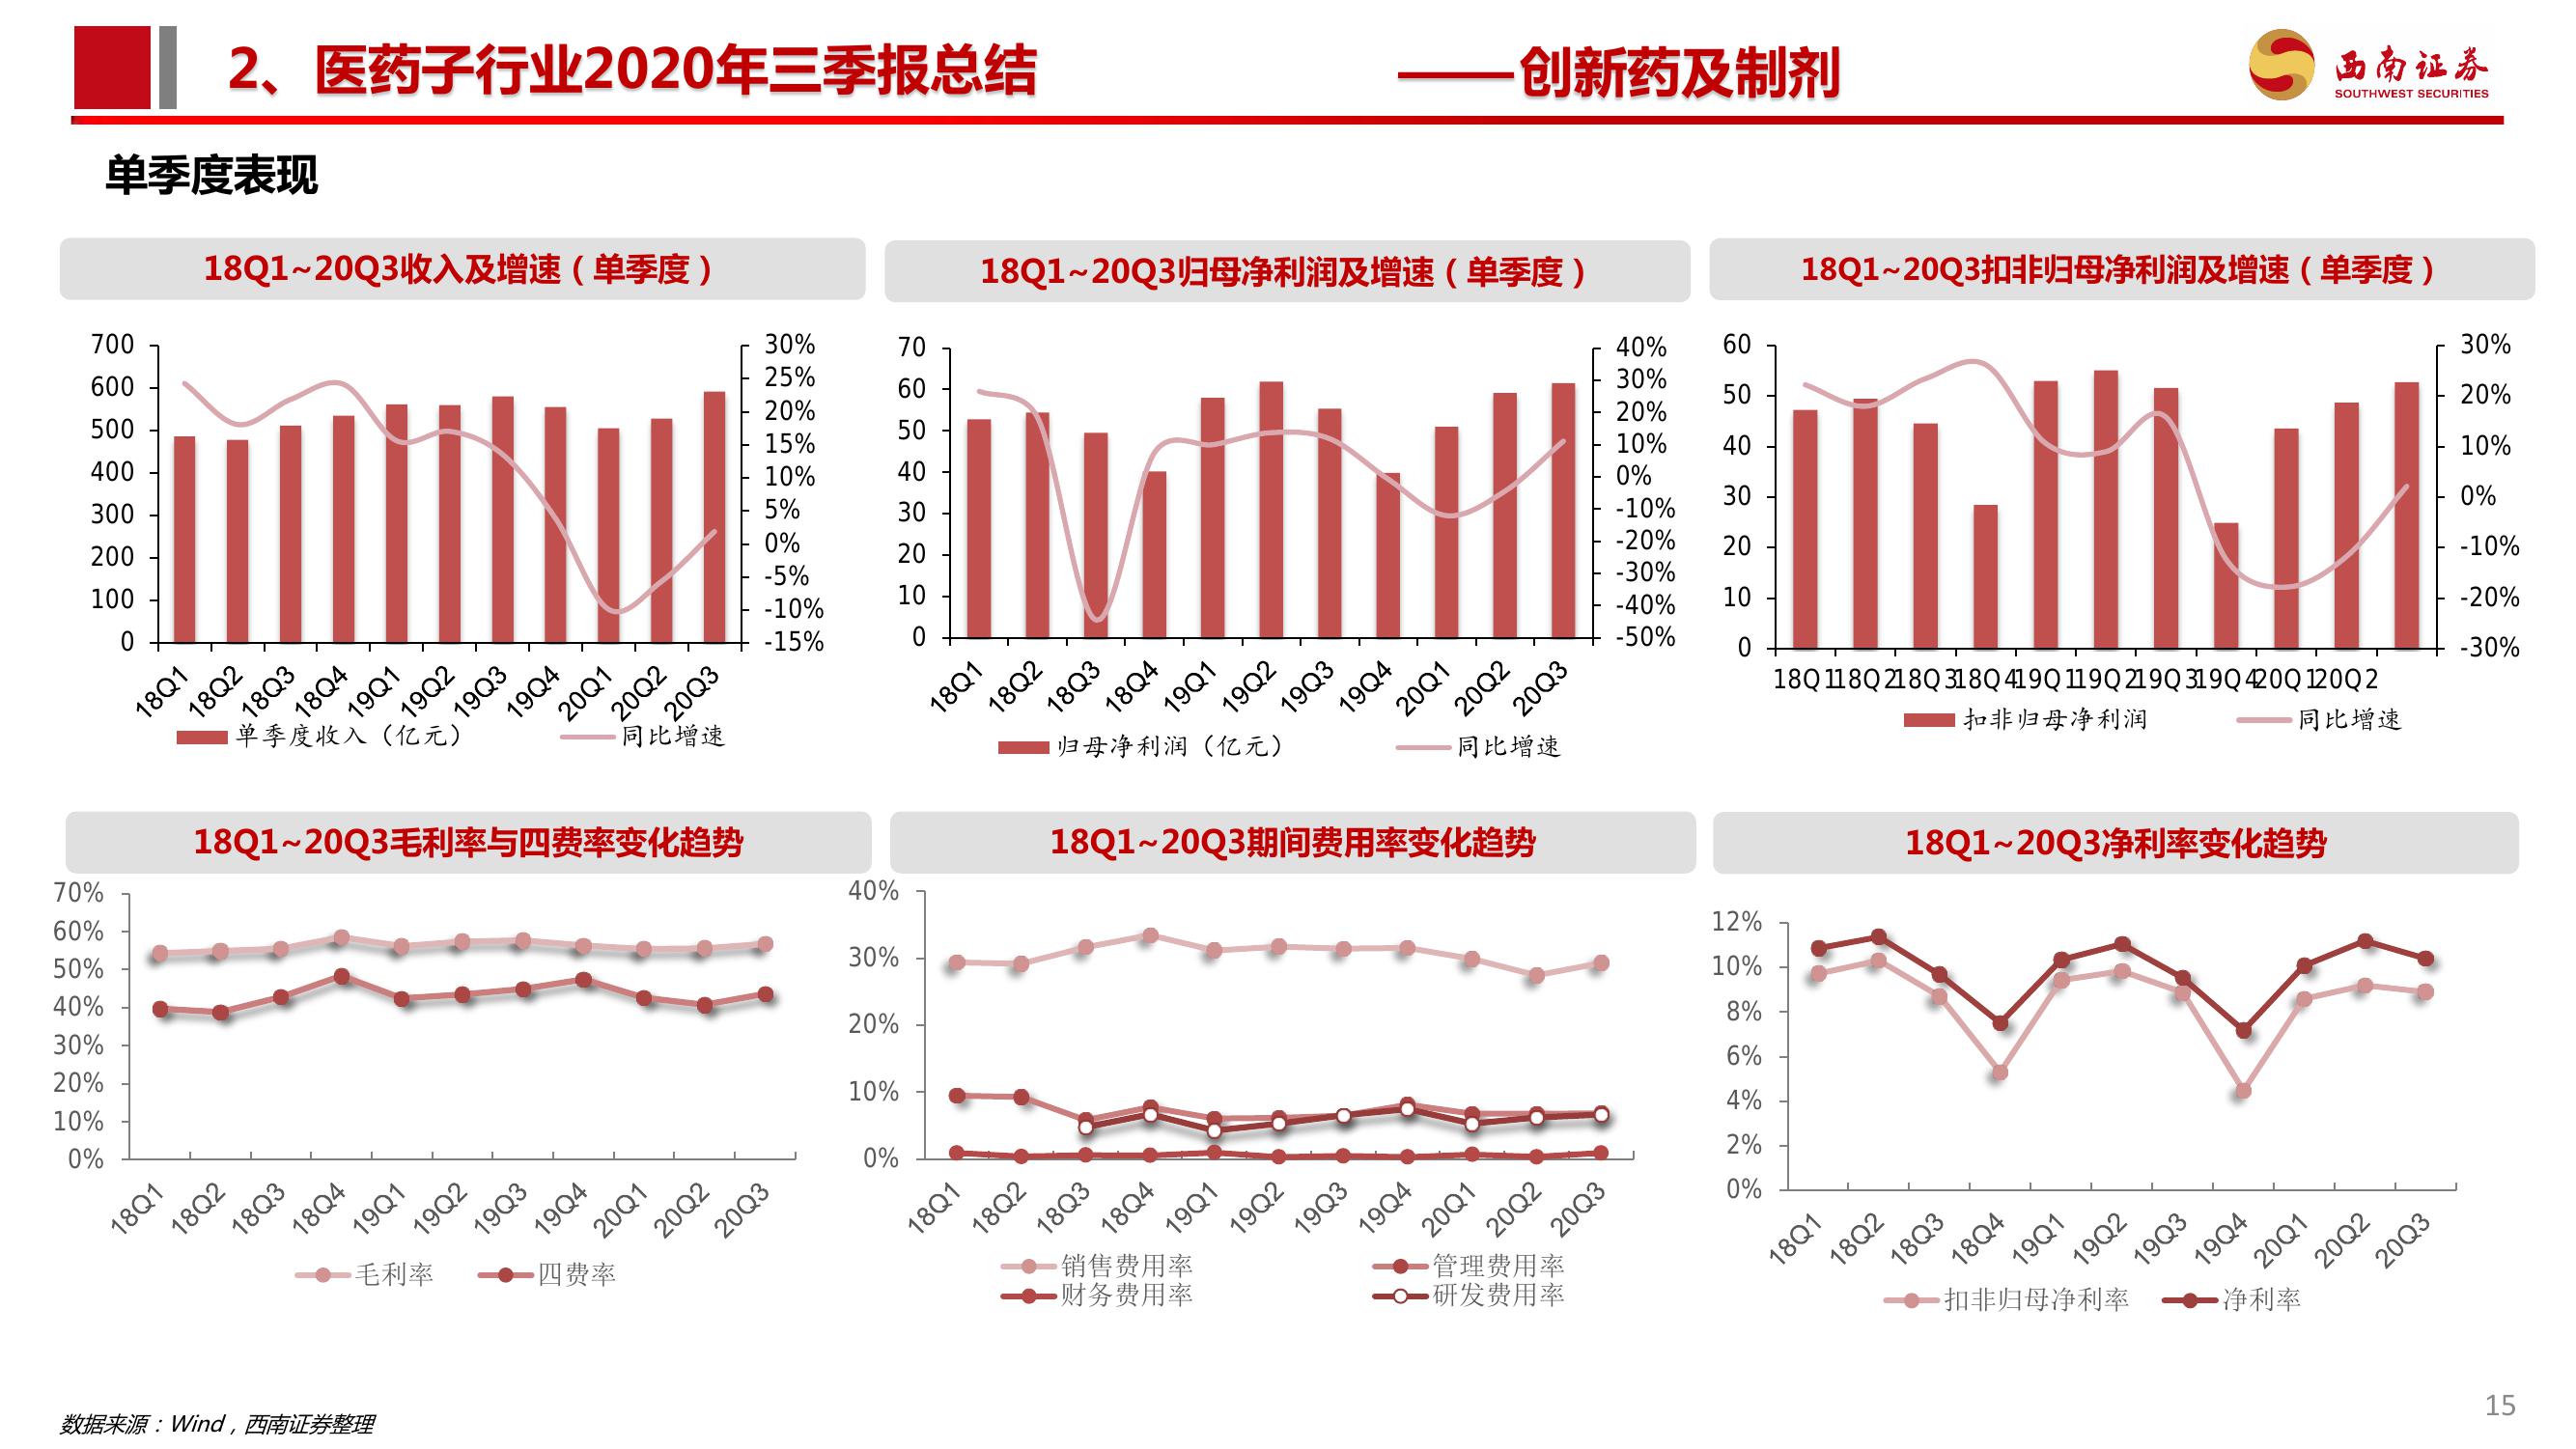 2、医药子行业2020年三季报总结
——创新药及制剂
西南证券
SOUTHWEST SECURITIES
单季度表现
18Q1~20Q3收入及增速（单季度）
700
600
500
400
300
200
100
0
30%
25%
20%
15%
10%
5%
0%
-5%
-10%
-15%
18Q1 18Q2 18Q3 18Q4 19Q1 19Q2 19Q3 19Q4 20Q1 20Q2 20Q3
单季度收入（亿元） 同比增速
18Q1~20Q3归母净利润及增速（单季度）
70
60
50
40
30
20
10
0
40%
30%
20%
10%
0%
-10%
-20%
-30%
-40%
-50%
18Q1 18Q2 18Q3 18Q4 19Q1 19Q2 19Q3 19Q4 20Q1 20Q2 20Q3
归母净利润（亿元） 同比增速
18Q1~20Q3扣非归母净利润及增速（单季度）
60
50
40
30
20
10
0
30%
20%
10%
0%
-10%
-20%
-30%
18Q1 18Q2 18Q3 18Q4 19Q1 19Q2 19Q3 19Q4 20Q1 20Q2
扣非归母净利润 同比增速
18Q1~20Q3毛利率与四费率变化趋势
70%
60%
50%
40%
30%
20%
10%
0%
18Q1 18Q2 18Q3 18Q4 19Q1 19Q2 19Q3 19Q4 20Q1 20Q2 20Q3
毛利率 四费率
18Q1~20Q3期间费用率变化趋势
40%
30%
20%
10%
0%
18Q1 18Q2 18Q3 18Q4 19Q1 19Q2 19Q3 19Q4 20Q1 20Q2 20Q3
销售费用率 管理费用率
财务费用率 研发费用率
18Q1~20Q3净利率变化趋势
12%
10%
8%
6%
4%
2%
0%
18Q1 18Q2 18Q3 18Q4 19Q1 19Q2 19Q3 19Q4 20Q1 20Q2 20Q3
扣非归母净利率 净利率
数据来源：Wind，西南证券整理
15